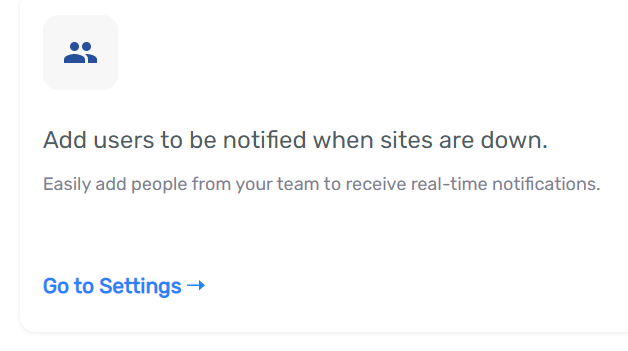 Add users to be notified when sites are down.
Easily add people from your team to receive real-time notifications.
Go to Settings →